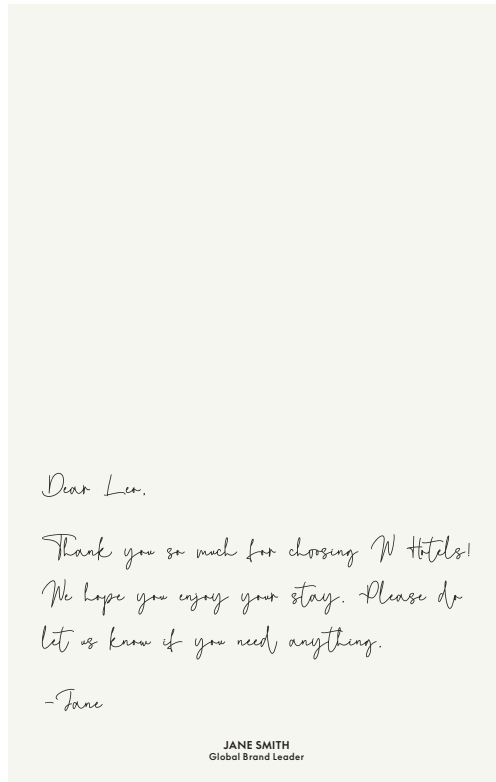 Dear Leo,
Thank you so much for choosing W Hotels!
We hope you enjoy your stay. Please do
let us know if you need anything.
-Jane
JANE SMITH
Global Brand Leader